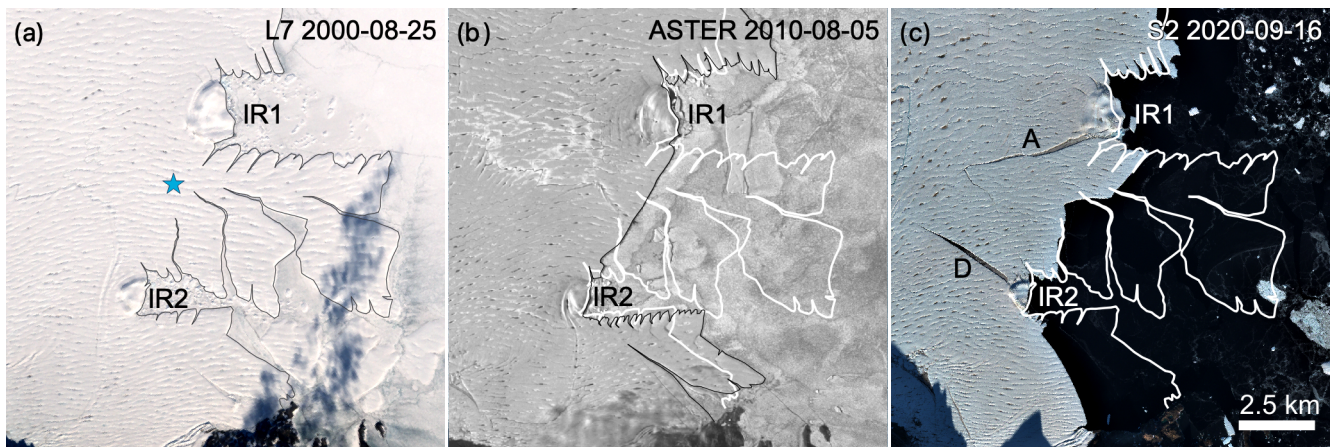 (a) L7 2000-08-25
IR1
IR2
(b) ASTER 2010-08-05
IR1
IR2
(c) S2 2020-09-16
IR1
A
D
IR2
2.5 km